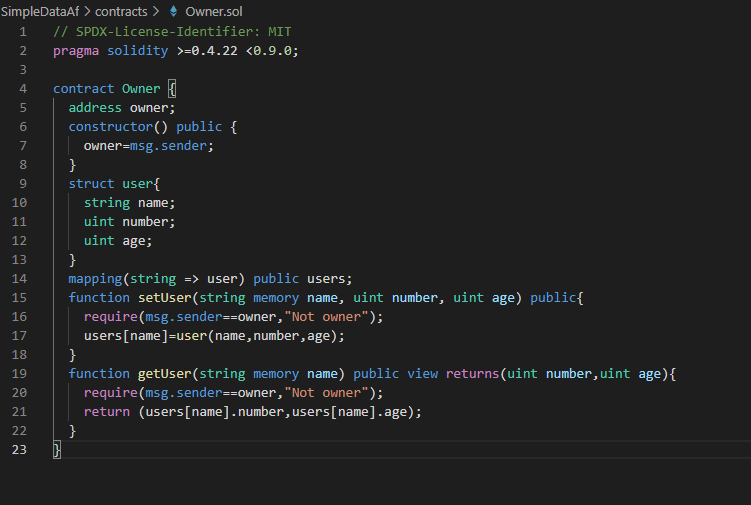 SimpleDataAf > contracts > Owner.sol
1 // SPDX-License-Identifier: MIT
2 pragma solidity >=0.4.22 <0.9.0;
3
4 contract Owner {
5   address owner;
6   constructor() public {
7     owner=msg.sender;
8   }
9   struct user{
10     string name;
11     uint number;
12     uint age;
13   }
14   mapping(string => user) public users;
15   function setUser(string memory name, uint number, uint age) public{
16     require(msg.sender==owner,"Not owner");
17     users[name]=user(name,number,age);
18   }
19   function getUser(string memory name) public view returns(uint number,uint age){
20     require(msg.sender==owner,"Not owner");
21     return (users[name].number,users[name].age);
22   }
23 }